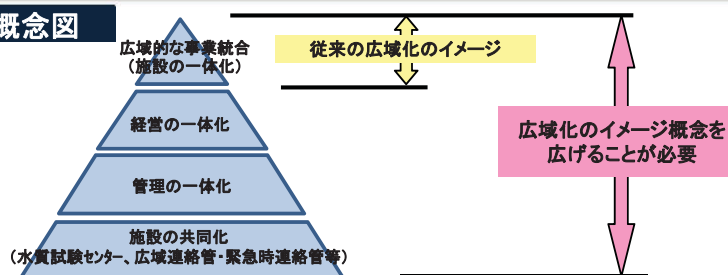 概念図
広域的な事業統合
（施設の一体化）
従来の広域化のイメージ
経営の一体化
広域化のイメージ概念を
広げることが必要
管理の一体化
施設の共同化
（水質試験センター、広域連絡管・緊急時連絡管等）